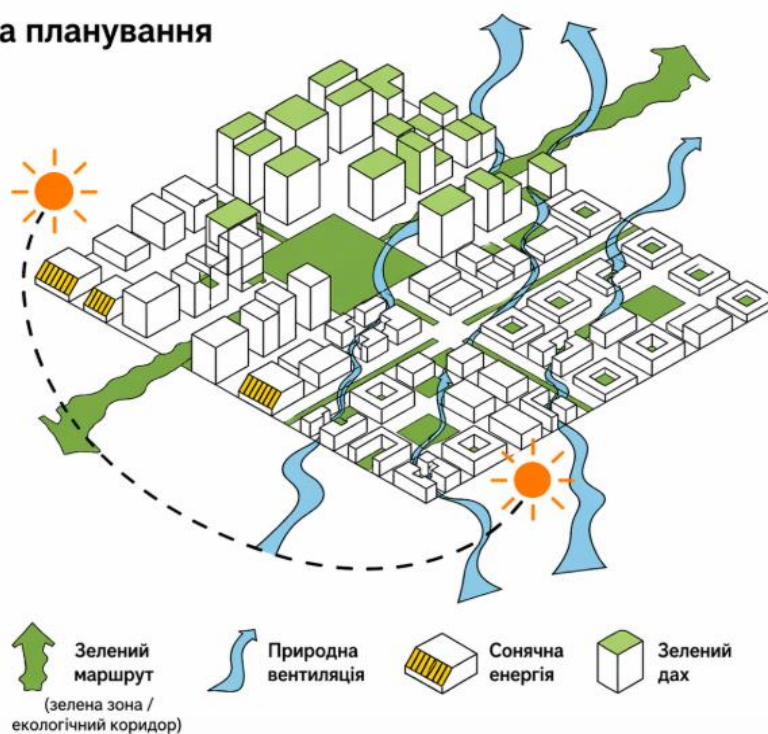 а планування
Зелений
маршрут
(зелена зона /
екологічний коридор)
Природна
вентиляція
Сонячна
енергія
Зелений
дах